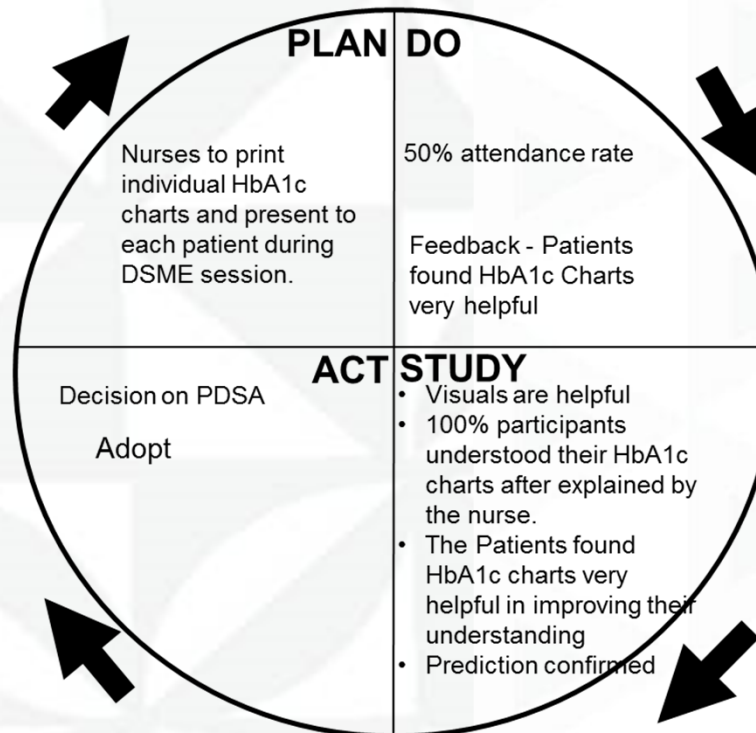 PLAN DO
Nurses to print
individual HbA1c
charts and present to
each patient during
DSME session.
50% attendance rate
Feedback - Patients
found HbA1c Charts
very helpful
ACT STUDY
Decision on PDSA
Adopt
• Visuals are helpful
• 100% participants
understood their HbA1c
charts after explained by
the nurse.
• The Patients found
HbA1c charts very
helpful in improving their
understanding
• Prediction confirmed